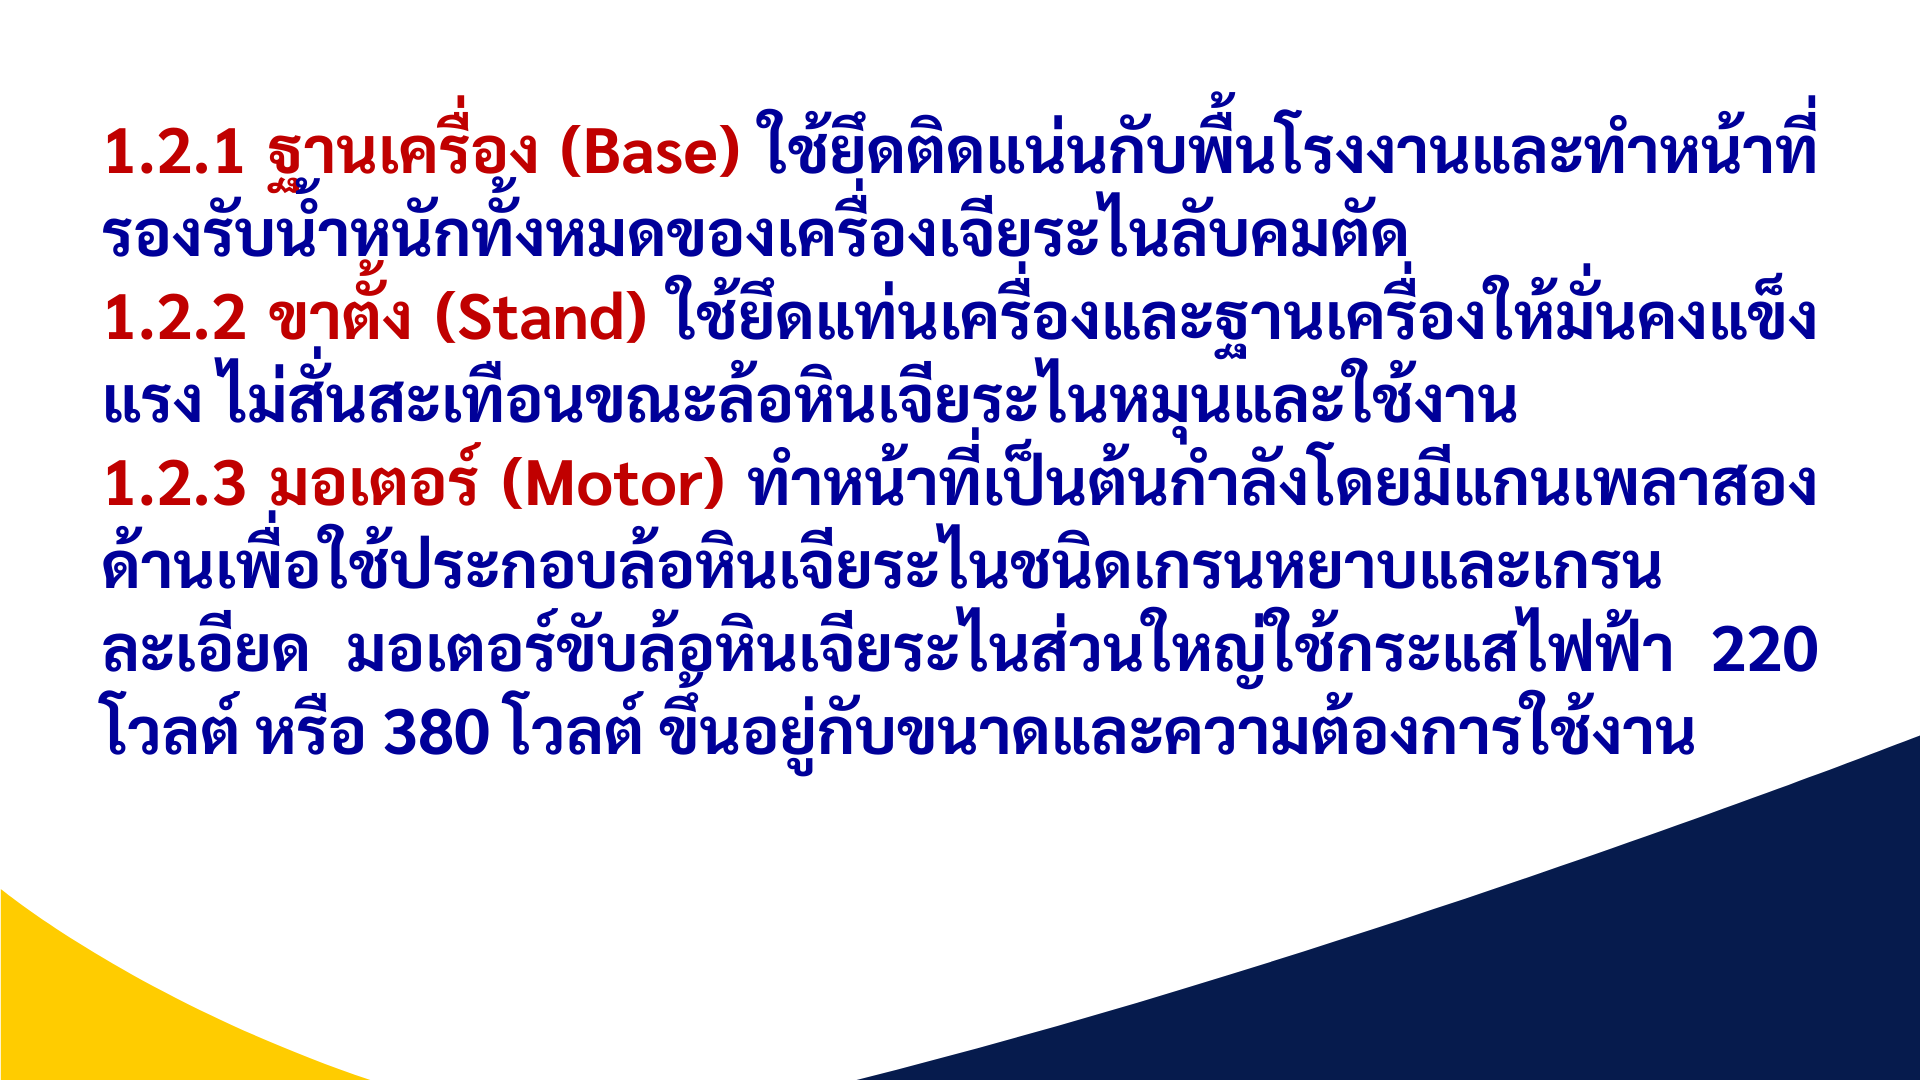 1.2.1 ฐานเครื่อง (Base) ใช้ยึดติดแน่นกับพื้นโรงงานและทำหน้าที่
รองรับน้ำหนักทั้งหมดของเครื่องเจียระไนลับคมตัด
1.2.2 ขาตั้ง (Stand) ใช้ยึดแท่นเครื่องและฐานเครื่องให้มั่นคงแข็ง
แรง ไม่สั่นสะเทือนขณะล้อหินเจียระไนหมุนและใช้งาน
1.2.3 มอเตอร์ (Motor) ทำหน้าที่เป็นต้นกำลังโดยมีแกนเพลาสอง
ด้านเพื่อใช้ประกอบล้อหินเจียระไนชนิดเกรนหยาบและเกรน
ละเอียด มอเตอร์ขับล้อหินเจียระไนส่วนใหญ่ใช้กระแสไฟฟ้า 220
โวลต์ หรือ 380 โวลต์ ขึ้นอยู่กับขนาดและความต้องการใช้งาน